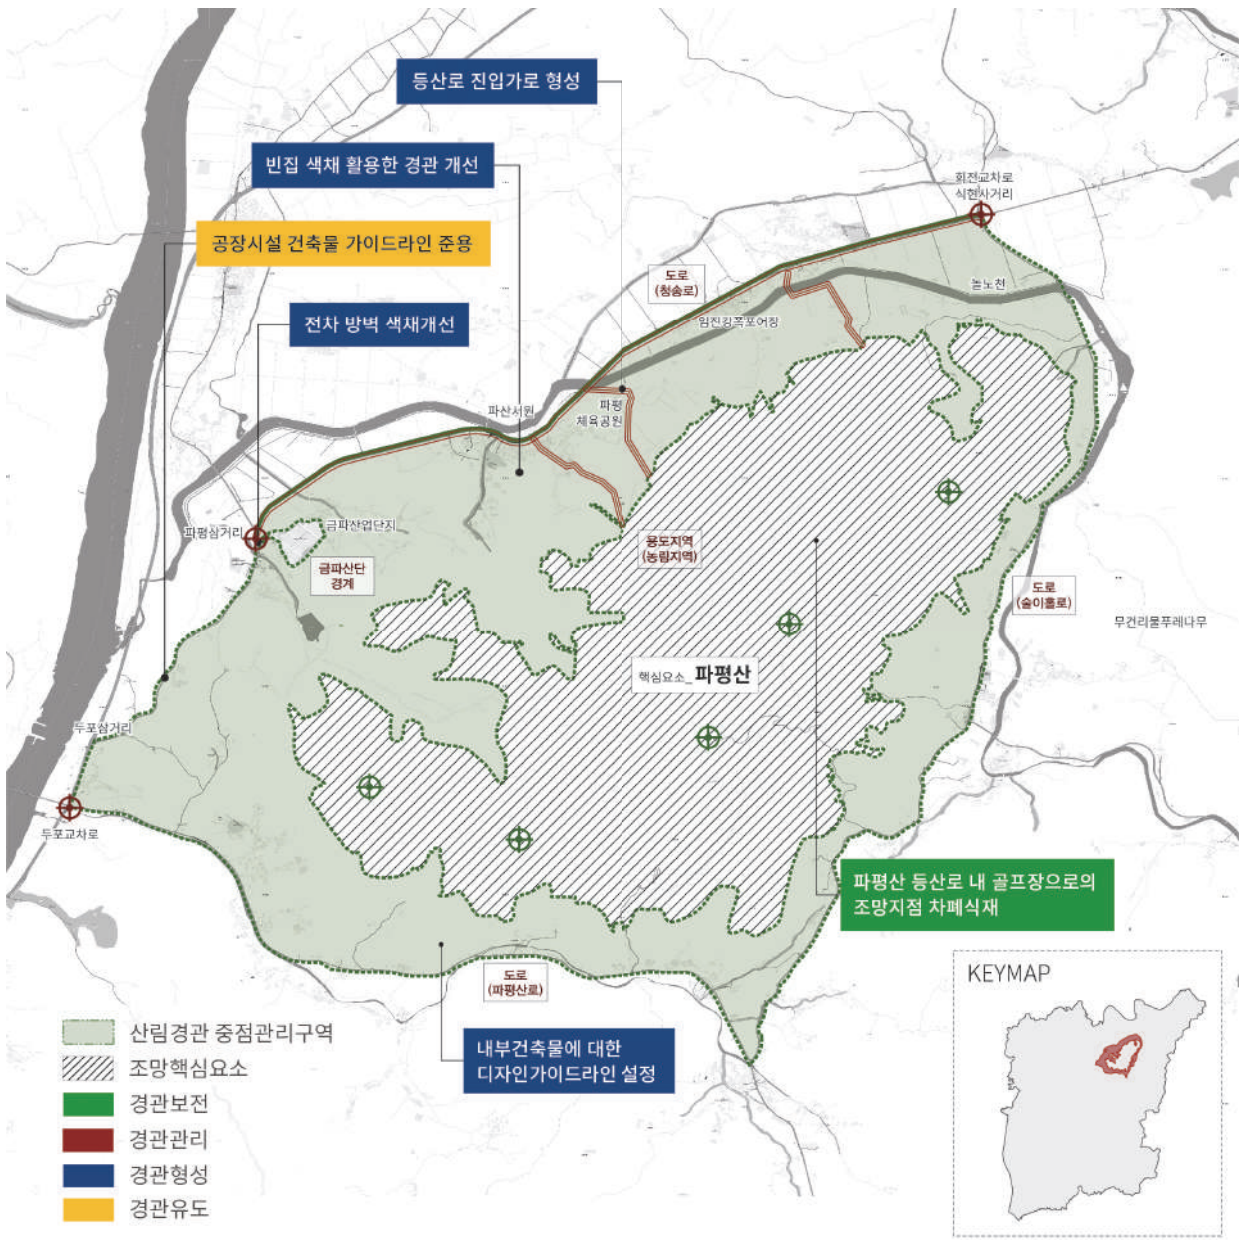 등산로 진입가로 형성
빈집 색채 활용한 경관 개선
공장시설 건축물 가이드라인 준용
전차 방벽 색채개선
회전교차로
식현사거리
도로
(청송로)
눌노천
임진강폭포어장
파산서원
파평
체육공원
파평삼거리
금파산업단지
금파산단
경계
용도지역
(농림지역)
도로
(술이홀로)
무건리물푸레나무
핵심요소_파평산
두포삼거리
두포교차로
파평산 등산로 내 골프장으로의
조망지점 차폐식재
도로
(파평산로)
내부건축물에 대한
디자인가이드라인 설정
KEYMAP
산림경관 중점관리구역
조망핵심요소
경관보전
경관관리
경관형성
경관유도